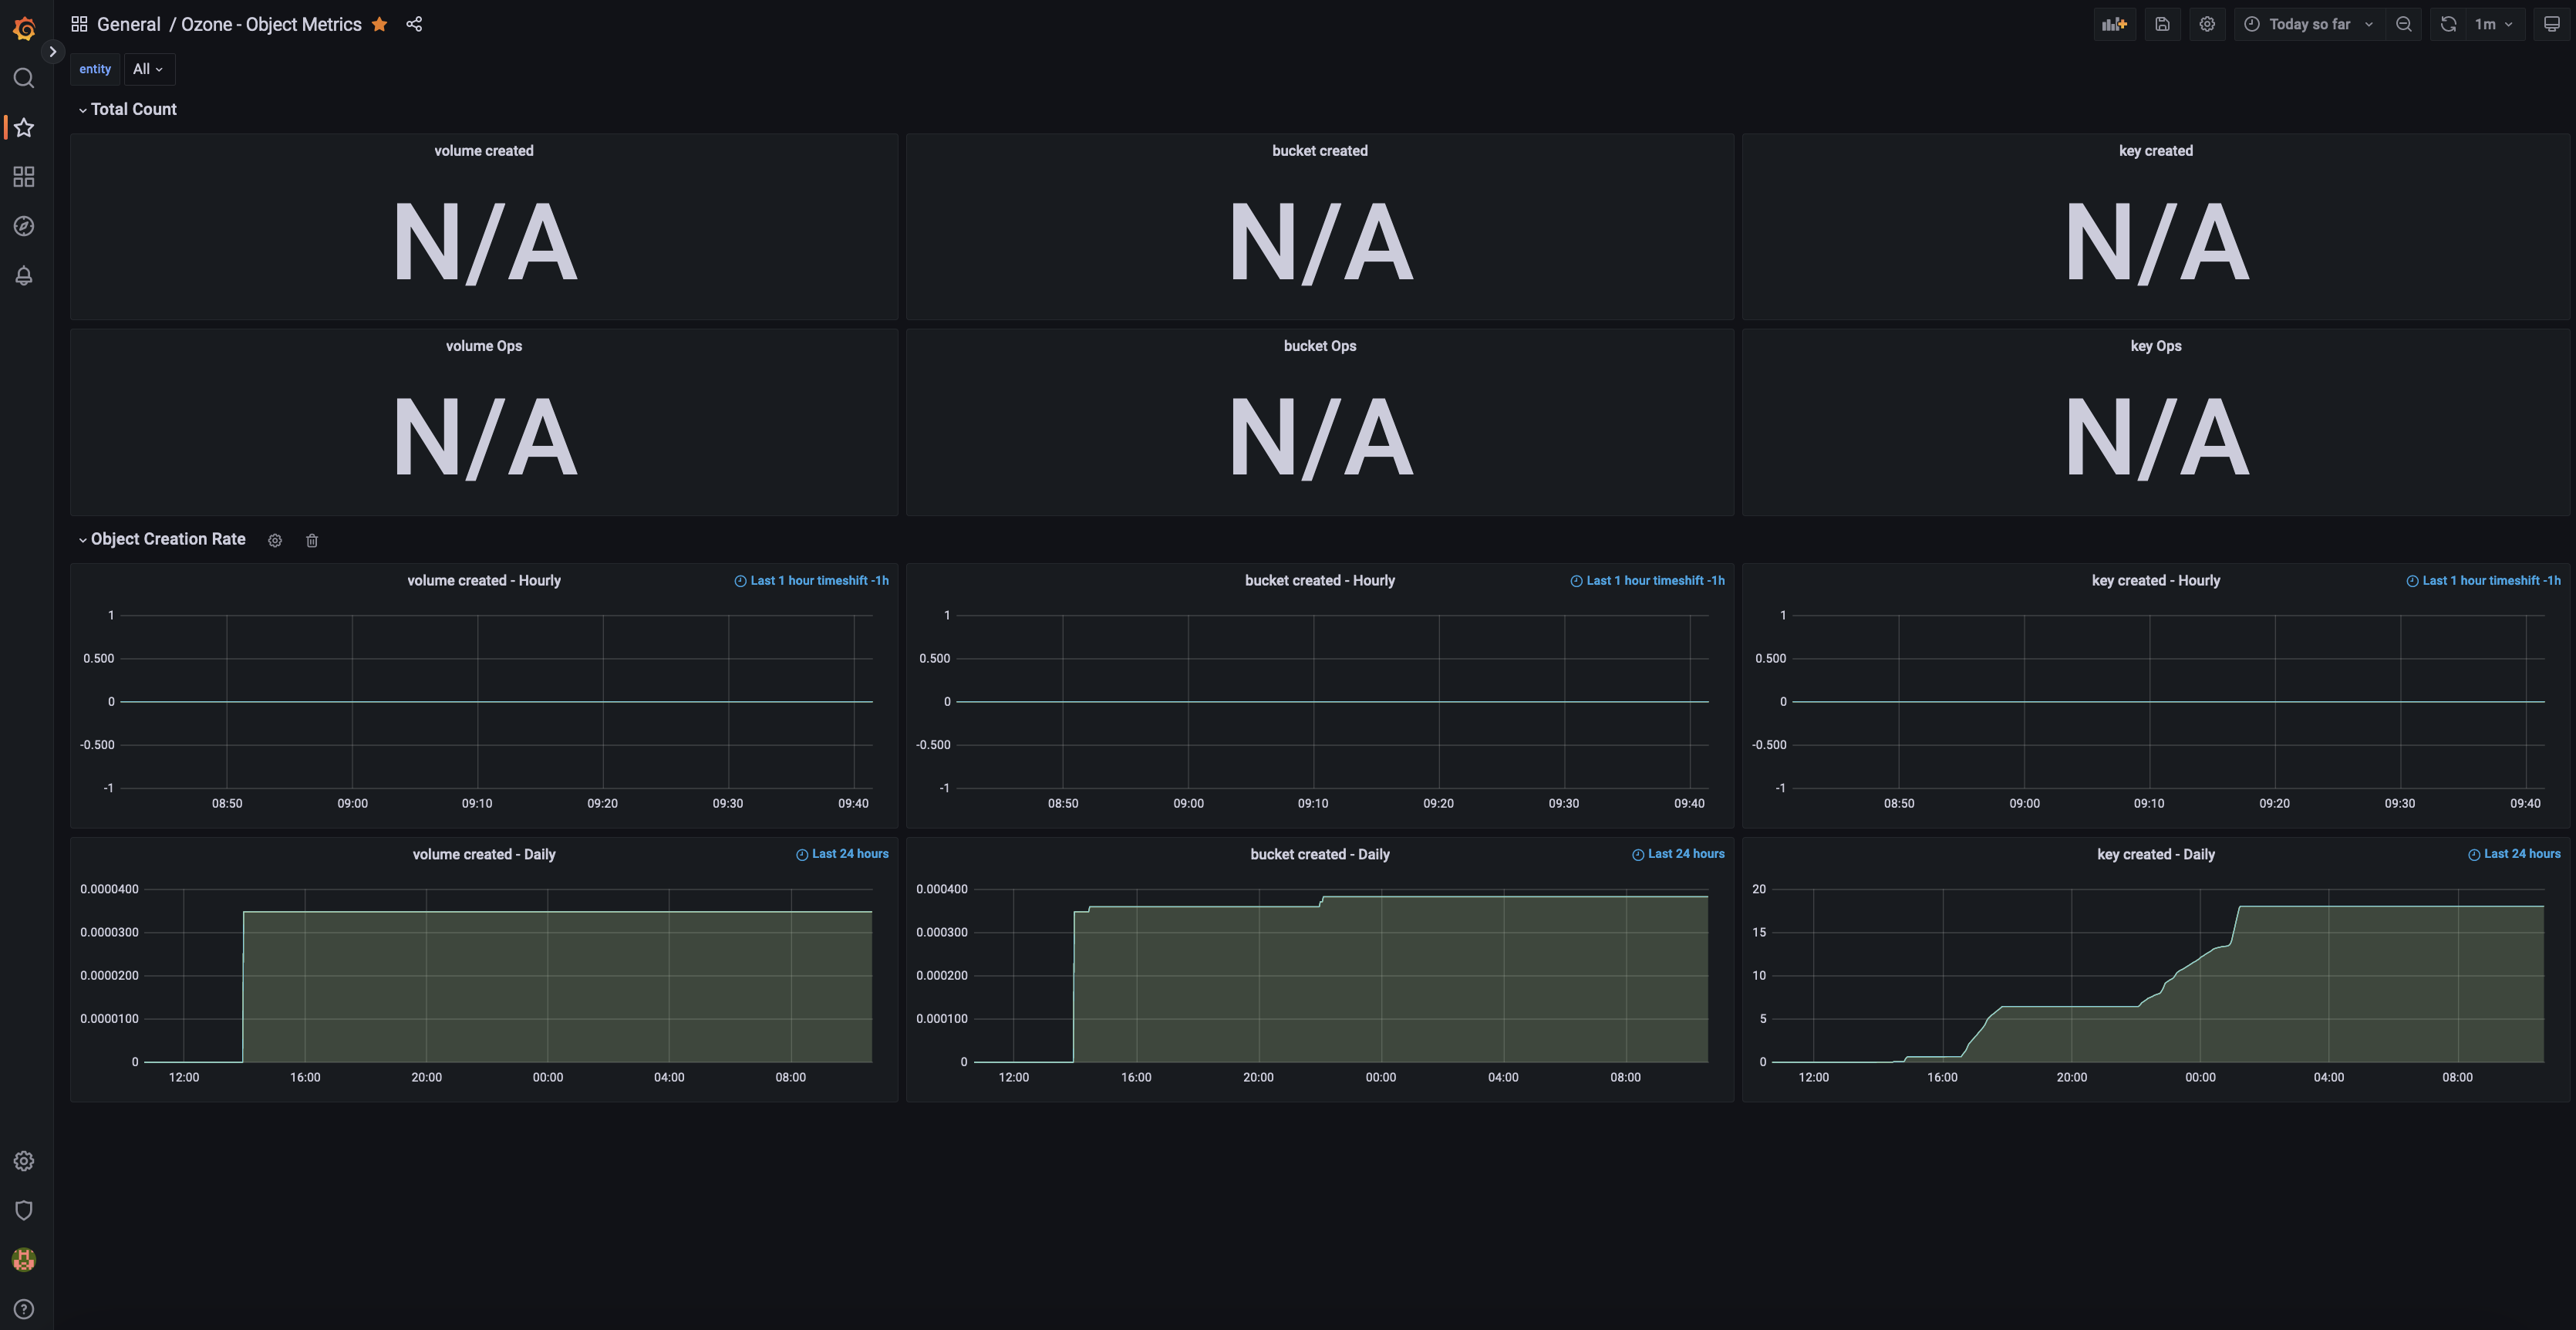 General / Ozone - Object Metrics
Today so far
1m
entity All
Total Count
volume created
N/A
bucket created
N/A
key created
N/A
volume Ops
N/A
bucket Ops
N/A
key Ops
N/A
Object Creation Rate
volume created - Hourly
Last 1 hour timeshift -1h
1
0.500
0
-0.500
-1
08:50 09:00 09:10 09:20 09:30 09:40
bucket created - Hourly
Last 1 hour timeshift -1h
1
0.500
0
-0.500
-1
08:50 09:00 09:10 09:20 09:30 09:40
key created - Hourly
Last 1 hour timeshift -1h
1
0.500
0
-0.500
-1
08:50 09:00 09:10 09:20 09:30 09:40
volume created - Daily
Last 24 hours
0.0000400
0.0000300
0.0000200
0.0000100
0
12:00 16:00 20:00 00:00 04:00 08:00
bucket created - Daily
Last 24 hours
0.000400
0.000300
0.000200
0.000100
0
12:00 16:00 20:00 00:00 04:00 08:00
key created - Daily
Last 24 hours
20
15
10
5
0
12:00 16:00 20:00 00:00 04:00 08:00